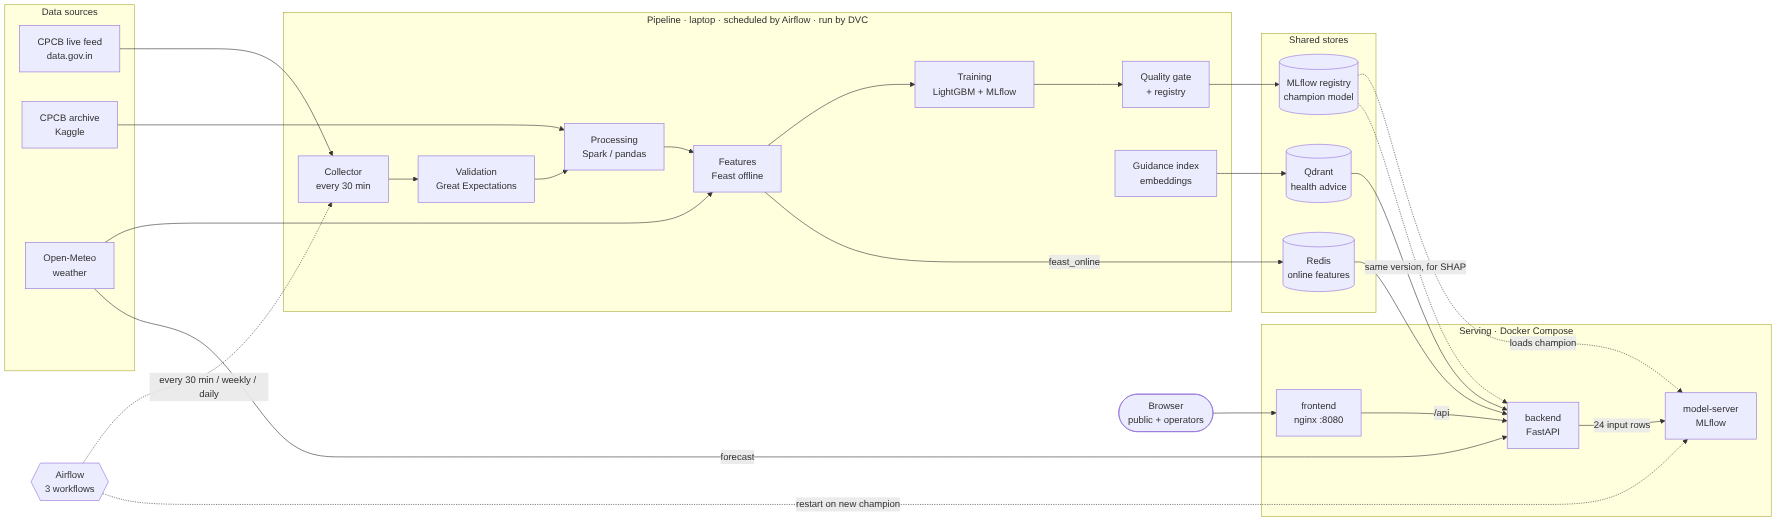 Data sources
CPCB live feed
data.gov.in
CPCB archive
Kaggle
Open-Meteo
weather
Pipeline · laptop · scheduled by Airflow · run by DVC
Collector
every 30 min
Validation
Great Expectations
Processing
Spark / pandas
Features
Feast offline
Training
LightGBM + MLflow
Quality gate
+ registry
Guidance index
embeddings
feast_online
Shared stores
MLflow registry
champion model
Qdrant
health advice
Redis
online features
same version, for SHAP
Serving · Docker Compose
loads champion
every 30 min / weekly /
daily
Browser
public + operators
frontend
nginx :8080
/api
backend
FastAPI
24 input rows
model-server
MLflow
forecast
Airflow
3 workflows
restart on new champion